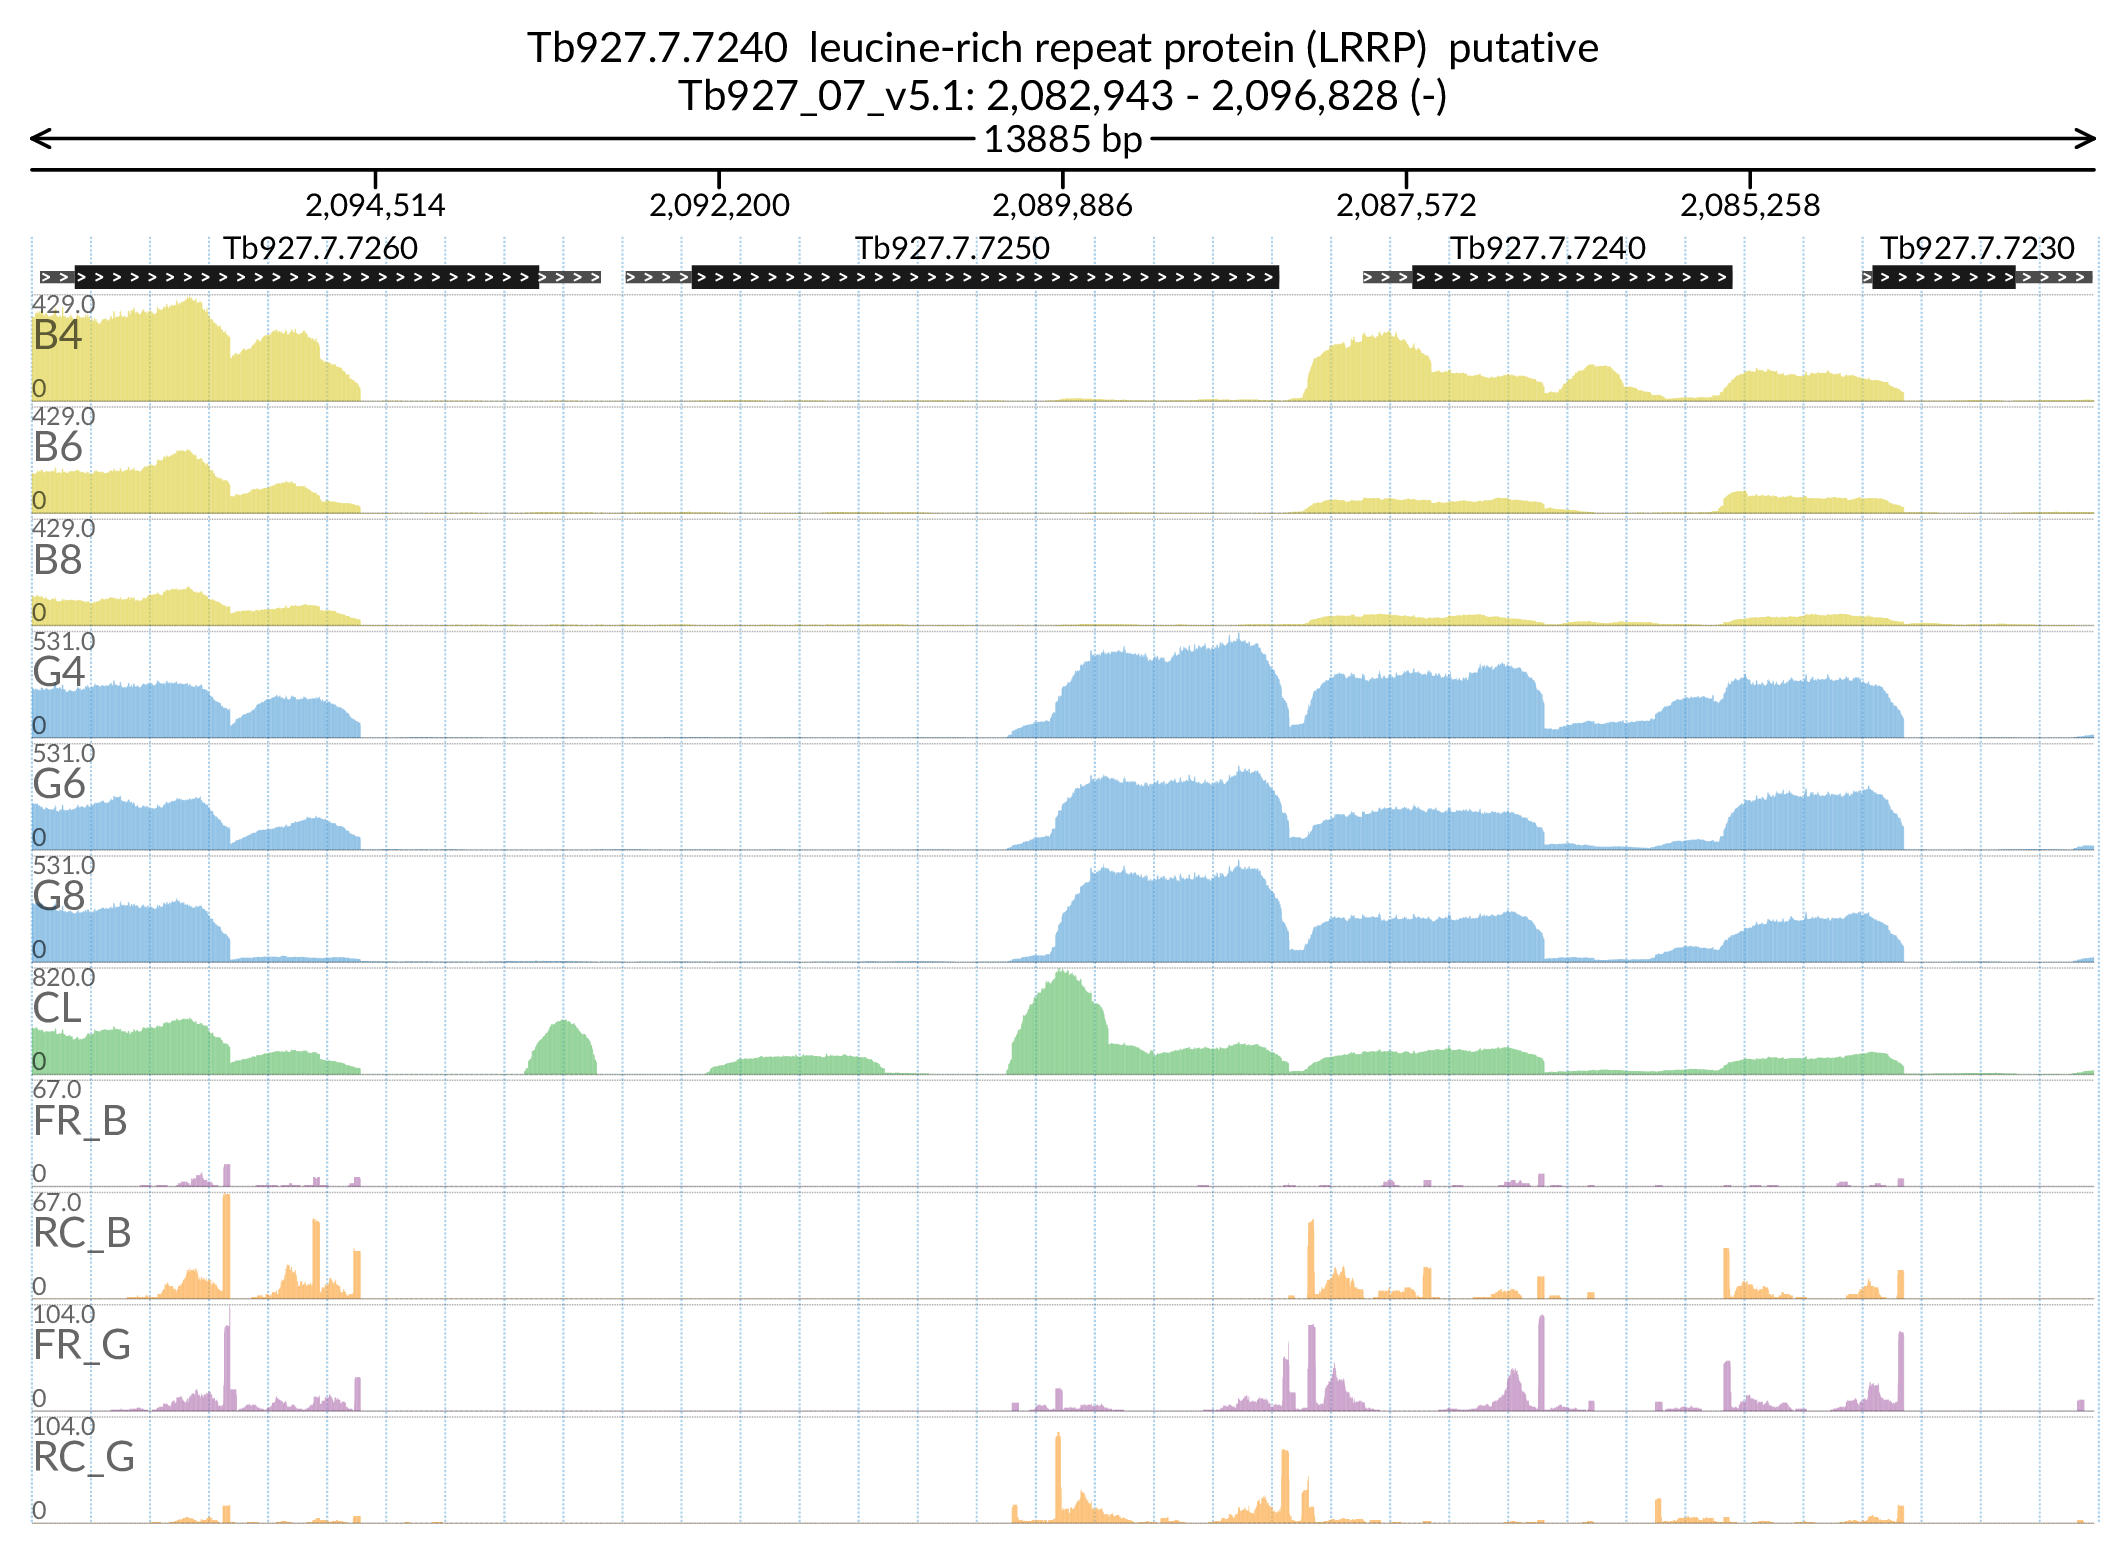 Tb927.7.7240 leucine-rich repeat protein (LRRP) putative
Tb927_07_v5.1: 2,082,943 - 2,096,828 (-)
13885 bp
2,094,514 2,092,200 2,089,886 2,087,572 2,085,258
Tb927.7.7260 Tb927.7.7250 Tb927.7.7240 Tb927.7.7230
429.0
B4
0
429.0
B6
0
429.0
B8
0
531.0
G4
0
531.0
G6
0
531.0
G8
0
820.0
CL
0
67.0
FR_B
0
67.0
RC_B
0
104.0
FR_G
0
104.0
RC_G
0